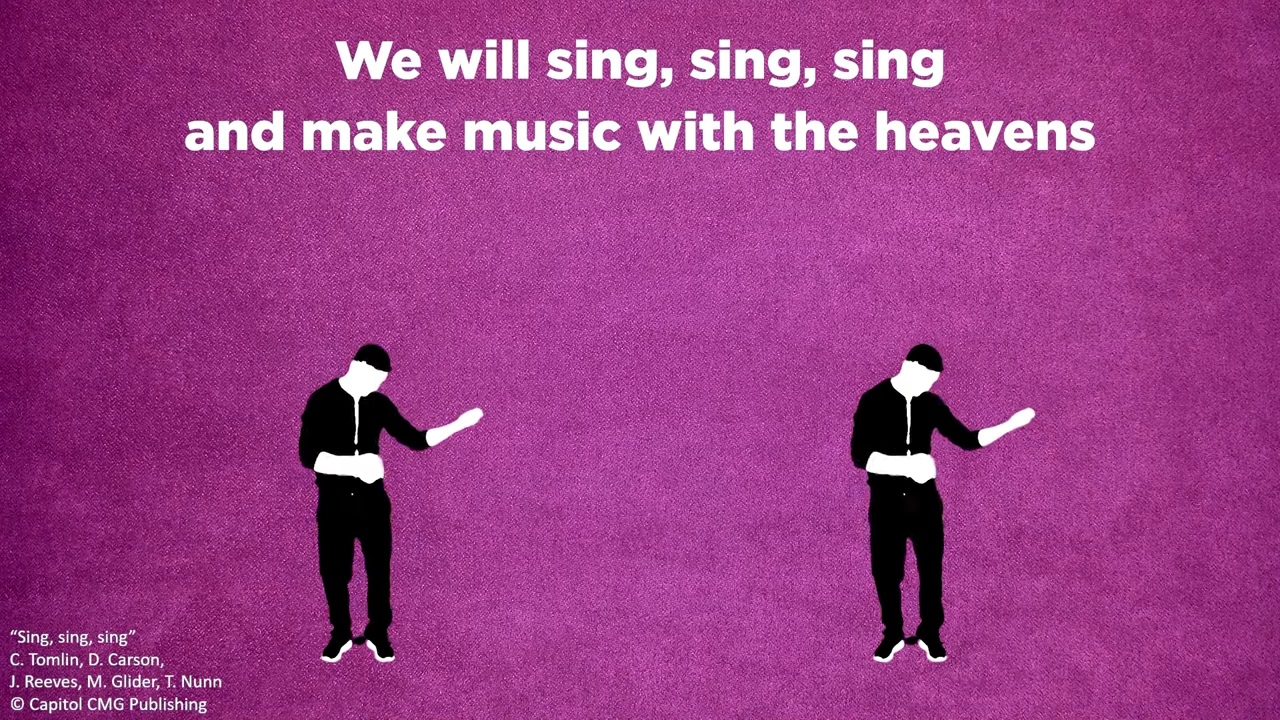 We will sing, sing, sing
and make music with the heavens
“Sing, sing, sing”
C. Tomlin, D. Carson,
J. Reeves, M. Glider, T. Nunn
© Capitol CMG Publishing